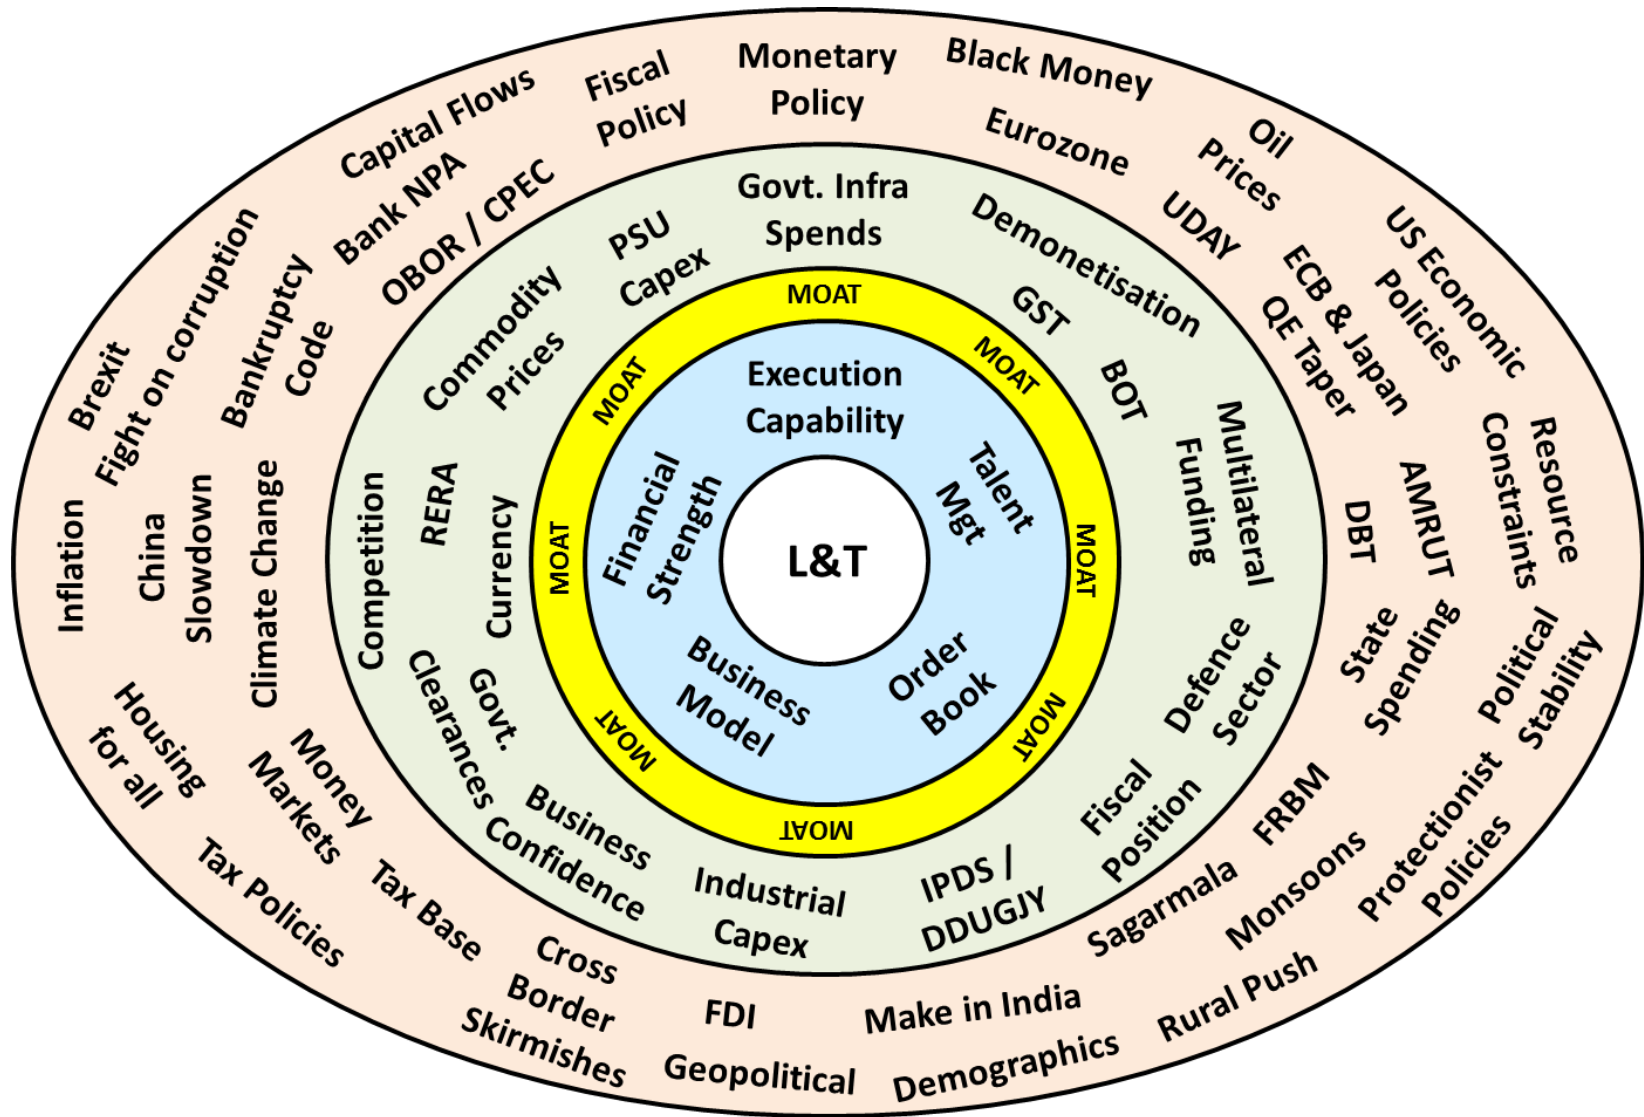 Monetary
Policy
Black Money
Eurozone
Oil
Prices
UDAY
US Economic
Policies
ECB & Japan
QE Taper
Resource
Constraints
AMRUT
DBT
State
Spending
Political
Stability
Protectionist
Policies
FRBM
Monsoons
Sagarmala
Rural Push
Make in India
Demographics
FDI
Geopolitical
Cross
Border
Skirmishes
Tax Base
Tax Policies
Money
Markets
Housing
for all
Climate Change
China
Slowdown
Inflation
Brexit
Fight on corruption
Bankruptcy
Code
OBOR / CPEC
Bank NPA
Capital Flows
Fiscal
Policy
Govt. Infra
Spends
Demonetisation
GST
BOT
Multilateral
Funding
Defence
Sector
Fiscal
Position
IPDS /
DDUGJY
Industrial
Capex
Business
Confidence
Govt.
Clearances
Currency
RERA
Competition
Commodity
Prices
PSU
Capex
MOAT
MOAT
MOAT
MOAT
MOAT
MOAT
MOAT
MOAT
Execution
Capability
Talent
Mgt
Order
Book
Business
Model
Financial
Strength
L&T